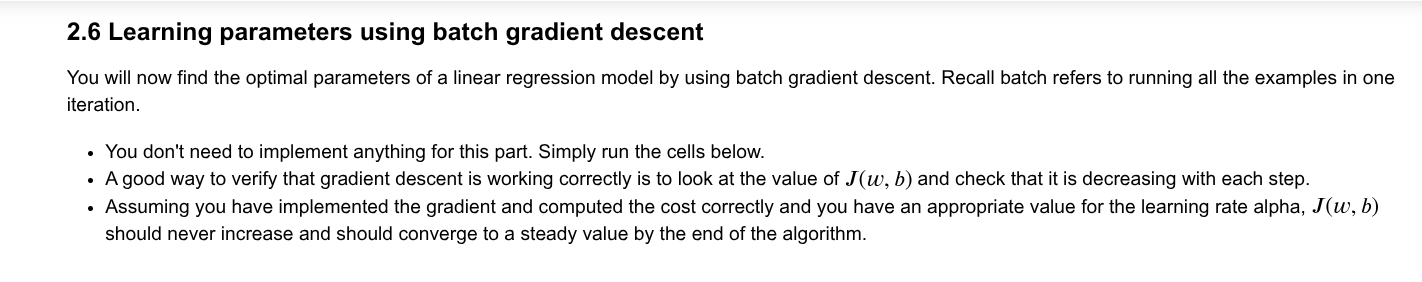 2.6 Learning parameters using batch gradient descent
You will now find the optimal parameters of a linear regression model by using batch gradient descent. Recall batch refers to running all the examples in one
iteration.
• You don't need to implement anything for this part. Simply run the cells below.
• A good way to verify that gradient descent is working correctly is to look at the value of J(w, b) and check that it is decreasing with each step.
• Assuming you have implemented the gradient and computed the cost correctly and you have an appropriate value for the learning rate alpha, J(w, b)
should never increase and should converge to a steady value by the end of the algorithm.